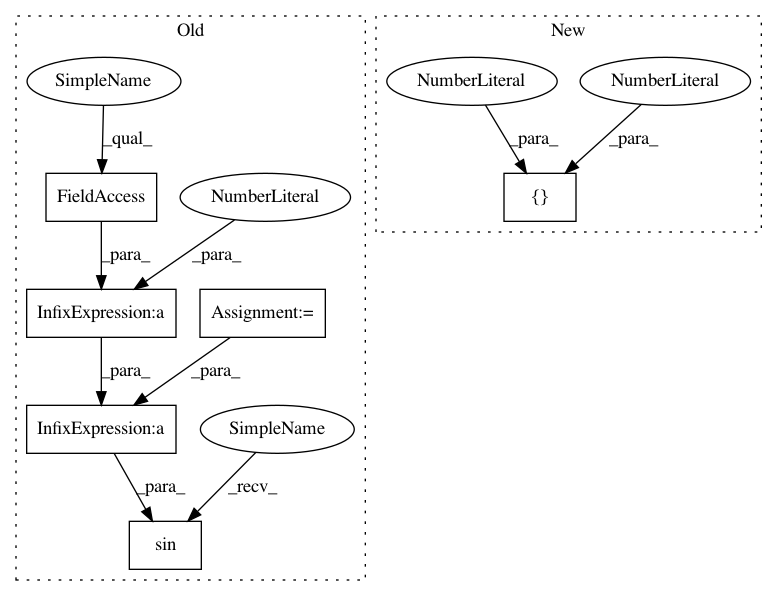 Old
New
SimpleName
NumberLiteral
NumberLiteral
_qual_
_para_
_para_
FieldAccess
NumberLiteral
{}
_para_
_para_
InfixExpression:a
Assignment:=
_para_
_para_
InfixExpression:a
SimpleName
_para_
_recv_
sin